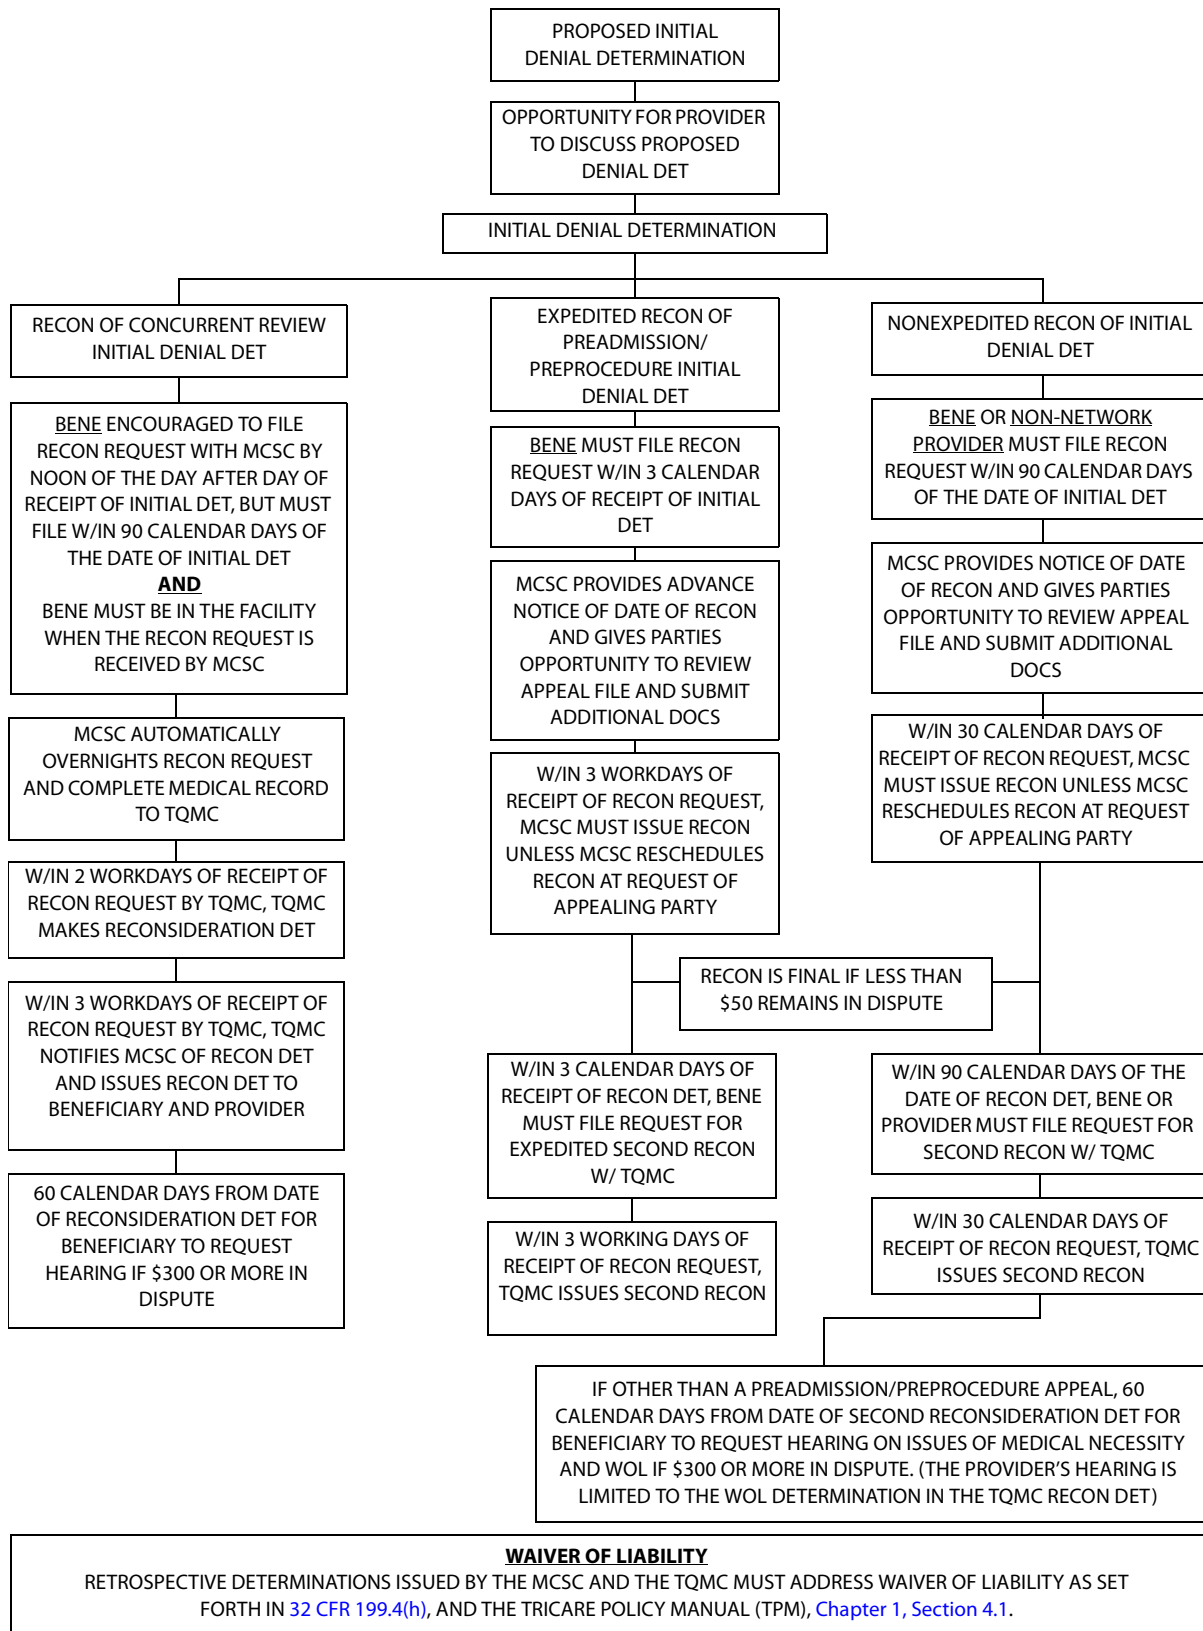 PROPOSED INITIAL
DENIAL DETERMINATION
OPPORTUNITY FOR PROVIDER
TO DISCUSS PROPOSED
DENIAL DET
INITIAL DENIAL DETERMINATION
RECON OF CONCURRENT REVIEW
INITIAL DENIAL DET
BENE ENCOURAGED TO FILE
RECON REQUEST WITH MCSC BY
NOON OF THE DAY AFTER DAY OF
RECEIPT OF INITIAL DET, BUT MUST
FILE W/IN 90 CALENDAR DAYS OF
THE DATE OF INITIAL DET
AND
BENE MUST BE IN THE FACILITY
WHEN THE RECON REQUEST IS
RECEIVED BY MCSC
MCSC AUTOMATICALLY
OVERNIGHTS RECON REQUEST
AND COMPLETE MEDICAL RECORD
TO TQMC
W/IN 2 WORKDAYS OF RECEIPT OF
RECON REQUEST BY TQMC, TQMC
MAKES RECONSIDERATION DET
W/IN 3 WORKDAYS OF RECEIPT OF
RECON REQUEST BY TQMC, TQMC
NOTIFIES MCSC OF RECON DET
AND ISSUES RECON DET TO
BENEFICIARY AND PROVIDER
60 CALENDAR DAYS FROM DATE
OF RECONSIDERATION DET FOR
BENEFICIARY TO REQUEST
HEARING IF $300 OR MORE IN
DISPUTE
EXPEDITED RECON OF
PREADMISSION/
PREPROCEDURE INITIAL
DENIAL DET
BENE MUST FILE RECON
REQUEST W/IN 3 CALENDAR
DAYS OF RECEIPT OF INITIAL
DET
MCSC PROVIDES ADVANCE
NOTICE OF DATE OF RECON
AND GIVES PARTIES
OPPORTUNITY TO REVIEW
APPEAL FILE AND SUBMIT
ADDITIONAL DOCS
W/IN 3 WORKDAYS OF
RECEIPT OF RECON REQUEST,
MCSC MUST ISSUE RECON
UNLESS MCSC RESCHEDULES
RECON AT REQUEST OF
APPEALING PARTY
RECON IS FINAL IF LESS THAN
$50 REMAINS IN DISPUTE
W/IN 3 CALENDAR DAYS OF
RECEIPT OF RECON DET, BENE
MUST FILE REQUEST FOR
EXPEDITED SECOND RECON
W/ TQMC
W/IN 3 WORKING DAYS OF
RECEIPT OF RECON REQUEST,
TQMC ISSUES SECOND RECON
NONEXPEDITED RECON OF INITIAL
DENIAL DET
BENE OR NON-NETWORK
PROVIDER MUST FILE RECON
REQUEST W/IN 90 CALENDAR DAYS
OF THE DATE OF INITIAL DET
MCSC PROVIDES NOTICE OF DATE
OF RECON AND GIVES PARTIES
OPPORTUNITY TO REVIEW APPEAL
FILE AND SUBMIT ADDITIONAL
DOCS
W/IN 30 CALENDAR DAYS OF
RECEIPT OF RECON REQUEST, MCSC
MUST ISSUE RECON UNLESS MCSC
RESCHEDULES RECON AT REQUEST
OF APPEALING PARTY
W/IN 90 CALENDAR DAYS OF THE
DATE OF RECON DET, BENE OR
PROVIDER MUST FILE REQUEST FOR
SECOND RECON W/ TQMC
W/IN 30 CALENDAR DAYS OF
RECEIPT OF RECON REQUEST, TQMC
ISSUES SECOND RECON
IF OTHER THAN A PREADMISSION/PREPROCEDURE APPEAL, 60
CALENDAR DAYS FROM DATE OF SECOND RECONSIDERATION DET FOR
BENEFICIARY TO REQUEST HEARING ON ISSUES OF MEDICAL NECESSITY
AND WOL IF $300 OR MORE IN DISPUTE. (THE PROVIDER'S HEARING IS
LIMITED TO THE WOL DETERMINATION IN THE TQMC RECON DET)
WAIVER OF LIABILITY
RETROSPECTIVE DETERMINATIONS ISSUED BY THE MCSC AND THE TQMC MUST ADDRESS WAIVER OF LIABILITY AS SET
FORTH IN 32 CFR 199.4(h), AND THE TRICARE POLICY MANUAL (TPM), Chapter 1, Section 4.1.